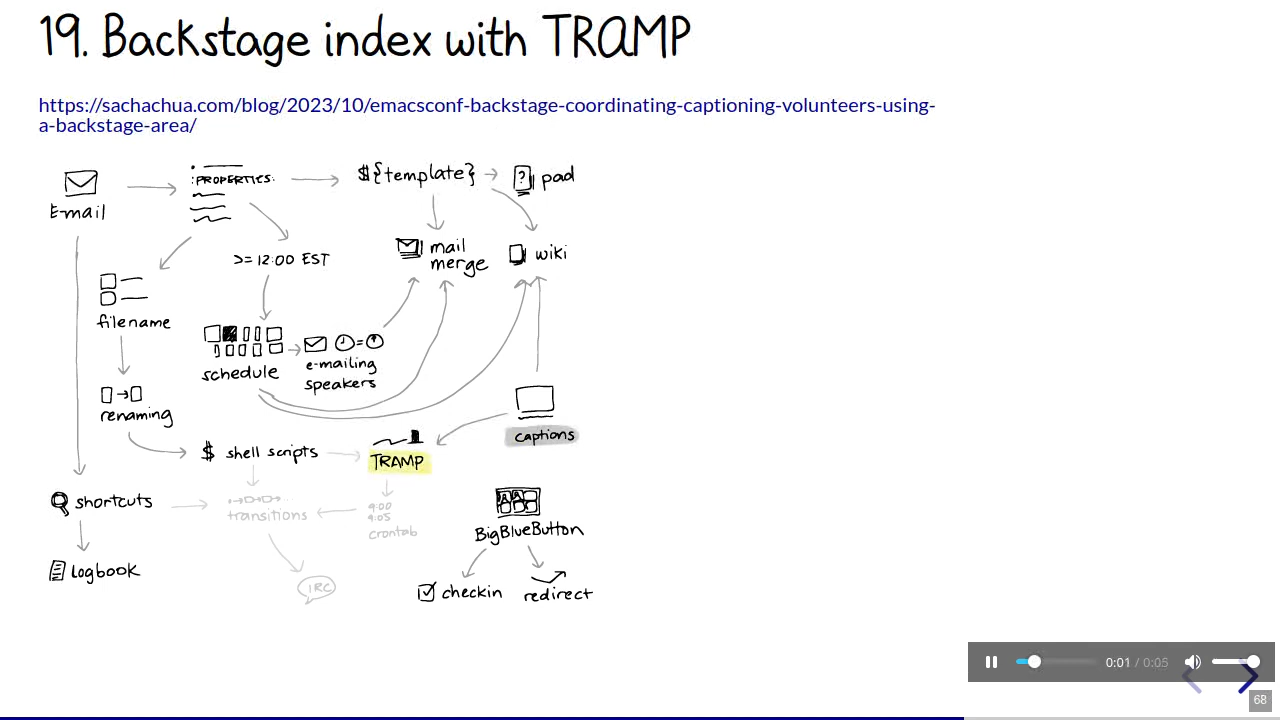 19. Backstage index with TRAMP
https://sachachua.com/blog/2023/10/emacsconf-backstage-coordinating-captioning-volunteers-using-
a-backstage-area/
E-mail
:PROPERTIES:
${template}
? pad
>= 12:00 EST
mail
merge
wiki
filename
schedule
e-mailing
speakers
renaming
captions
$ shell scripts
TRAMP
shortcuts
transitions
9:00
9:05
crontab
BigBlueButton
logbook
IRC
checkin
redirect
0:01 / 0:05
68